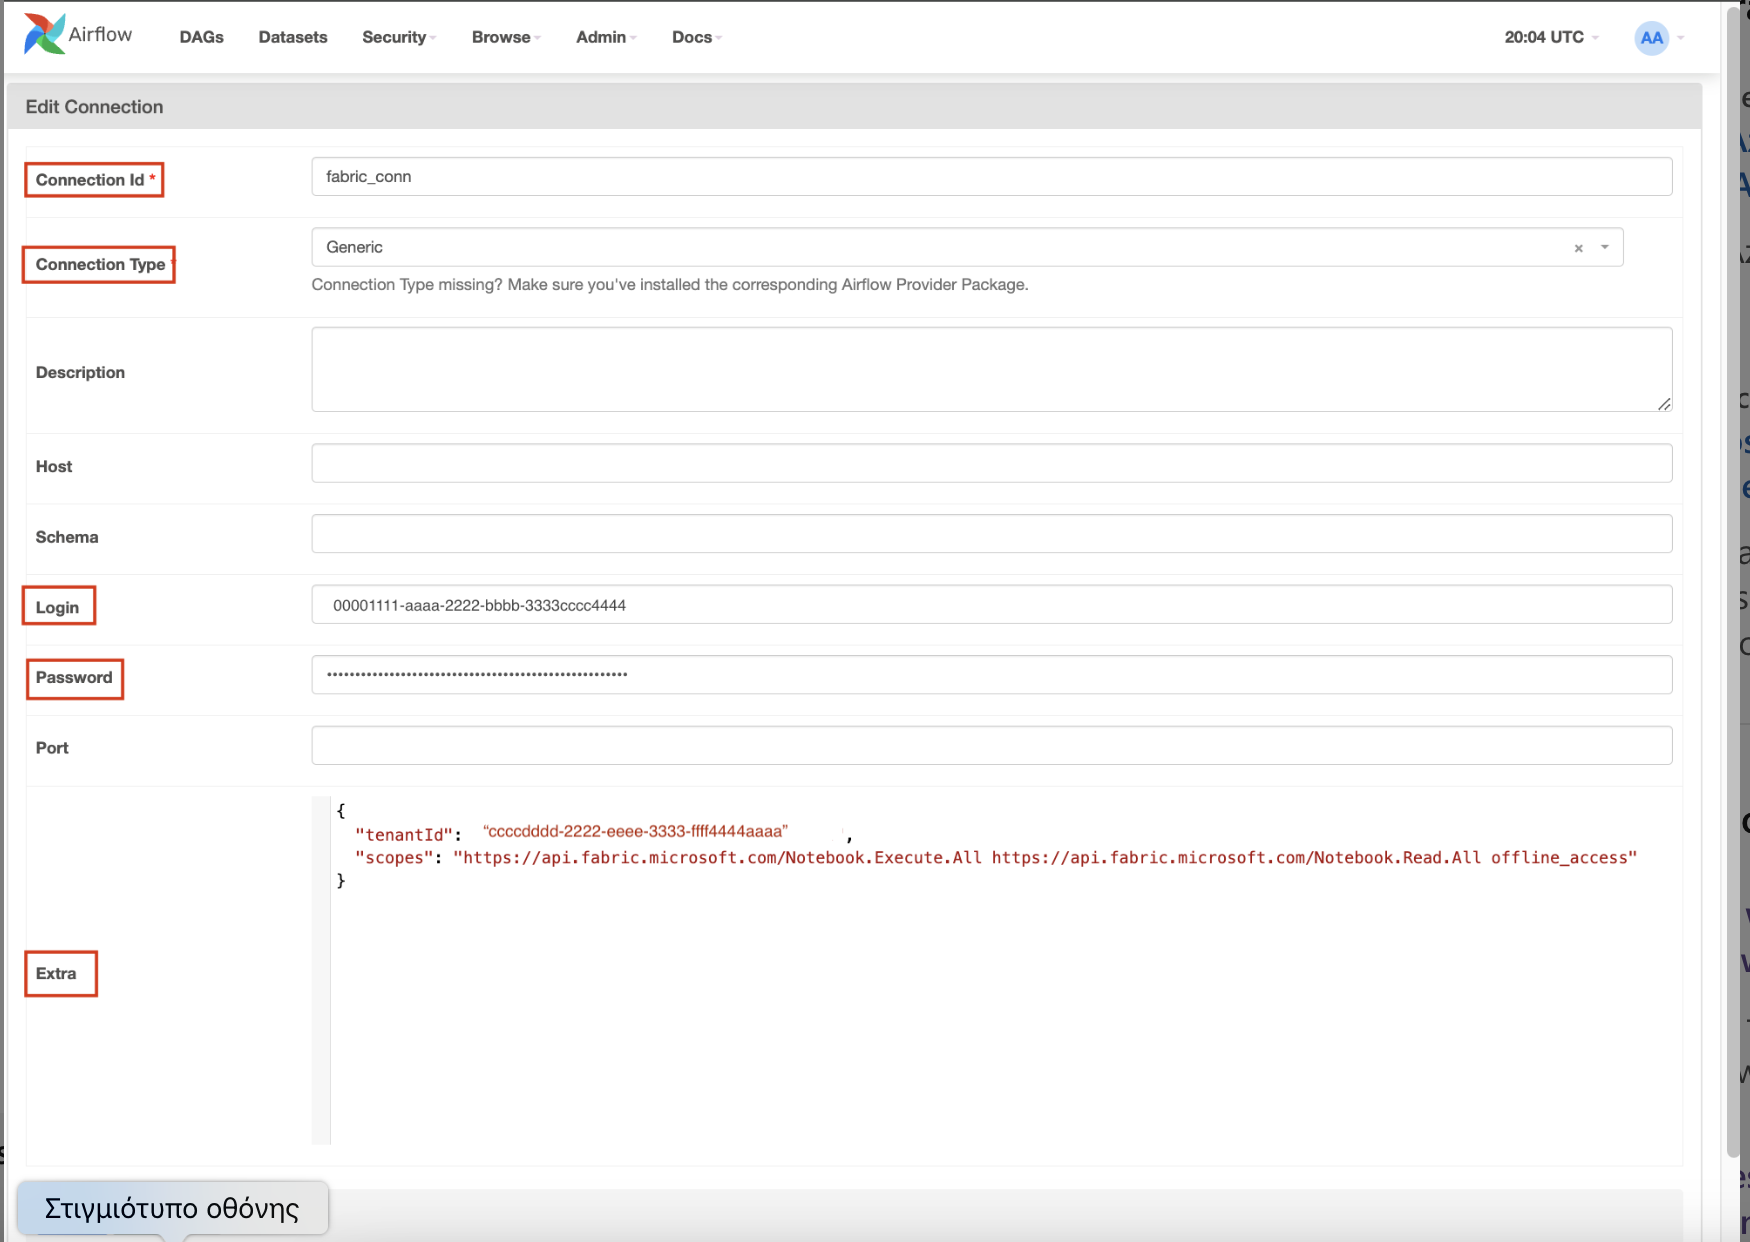 Airflow DAGs Datasets Security Browse Admin Docs 20:04 UTC AA
Edit Connection
Connection Id * fabric_conn
Connection Type * Generic × 
Connection Type missing? Make sure you've installed the corresponding Airflow Provider Package.
Description
Host
Schema
Login 00001111-aaaa-2222-bbbb-3333cccc4444
Password ••••••••••••••••••••••••••••••••••••••••••••••••••••
Port
{
"tenantId": “ccccdddd-2222-eeee-3333-ffff4444aaaa” ,
"scopes": "https://api.fabric.microsoft.com/Notebook.Execute.All https://api.fabric.microsoft.com/Notebook.Read.All offline_access"
}
Extra
Στιγμιότυπο οθόνης